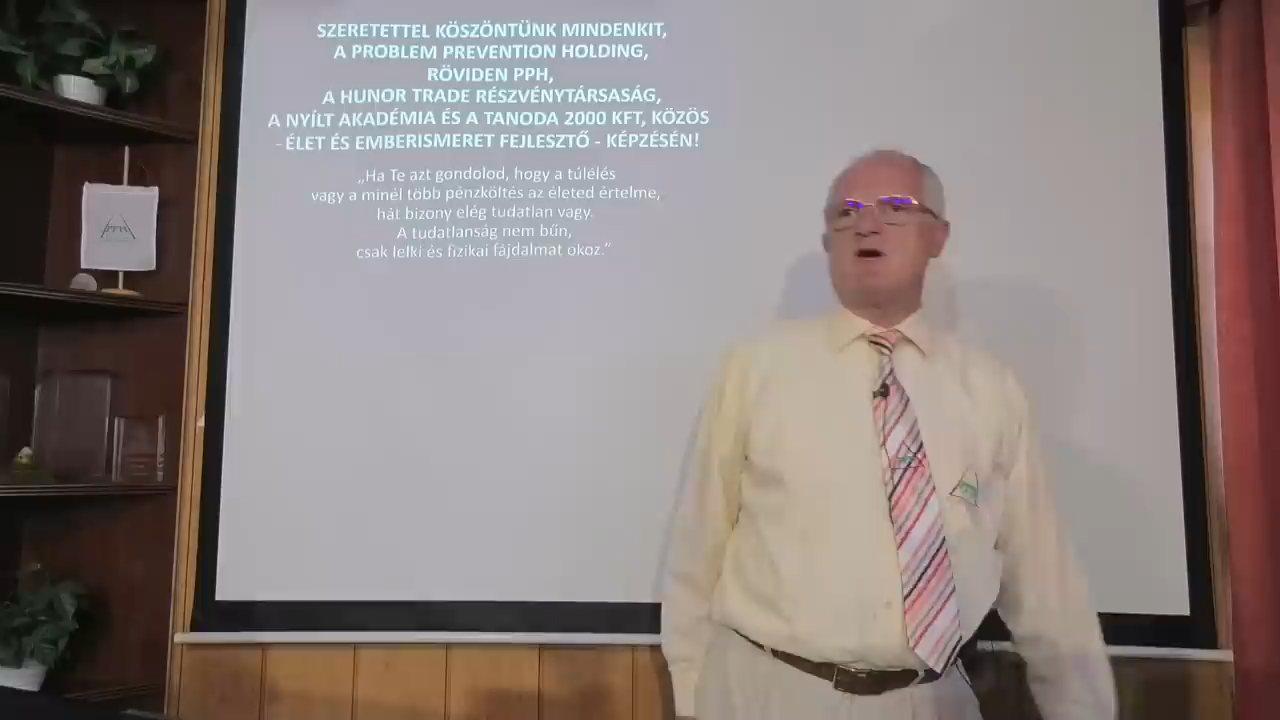 SZERETETTEL KÖSZÖNTÜNK MINDENKIT,
A PROBLEM PREVENTION HOLDING,
RÖVIDEN PPH,
A HUNOR TRADE RÉSZVÉNYTÁRSASÁG,
A NYÍLT AKADÉMIA ÉS A TANODA 2000 KFT, KÖZÖS
- ÉLET ÉS EMBERISMERET FEJLESZTŐ - KÉPZÉSÉN!
„Ha Te azt gondolod, hogy a túlélés
vagy a minél több pénzköltés az életed értelme,
hát bizony elég tudatlan vagy.
A tudatlanság nem bűn,
csak lelki és fizikai fájdalmat okoz.”